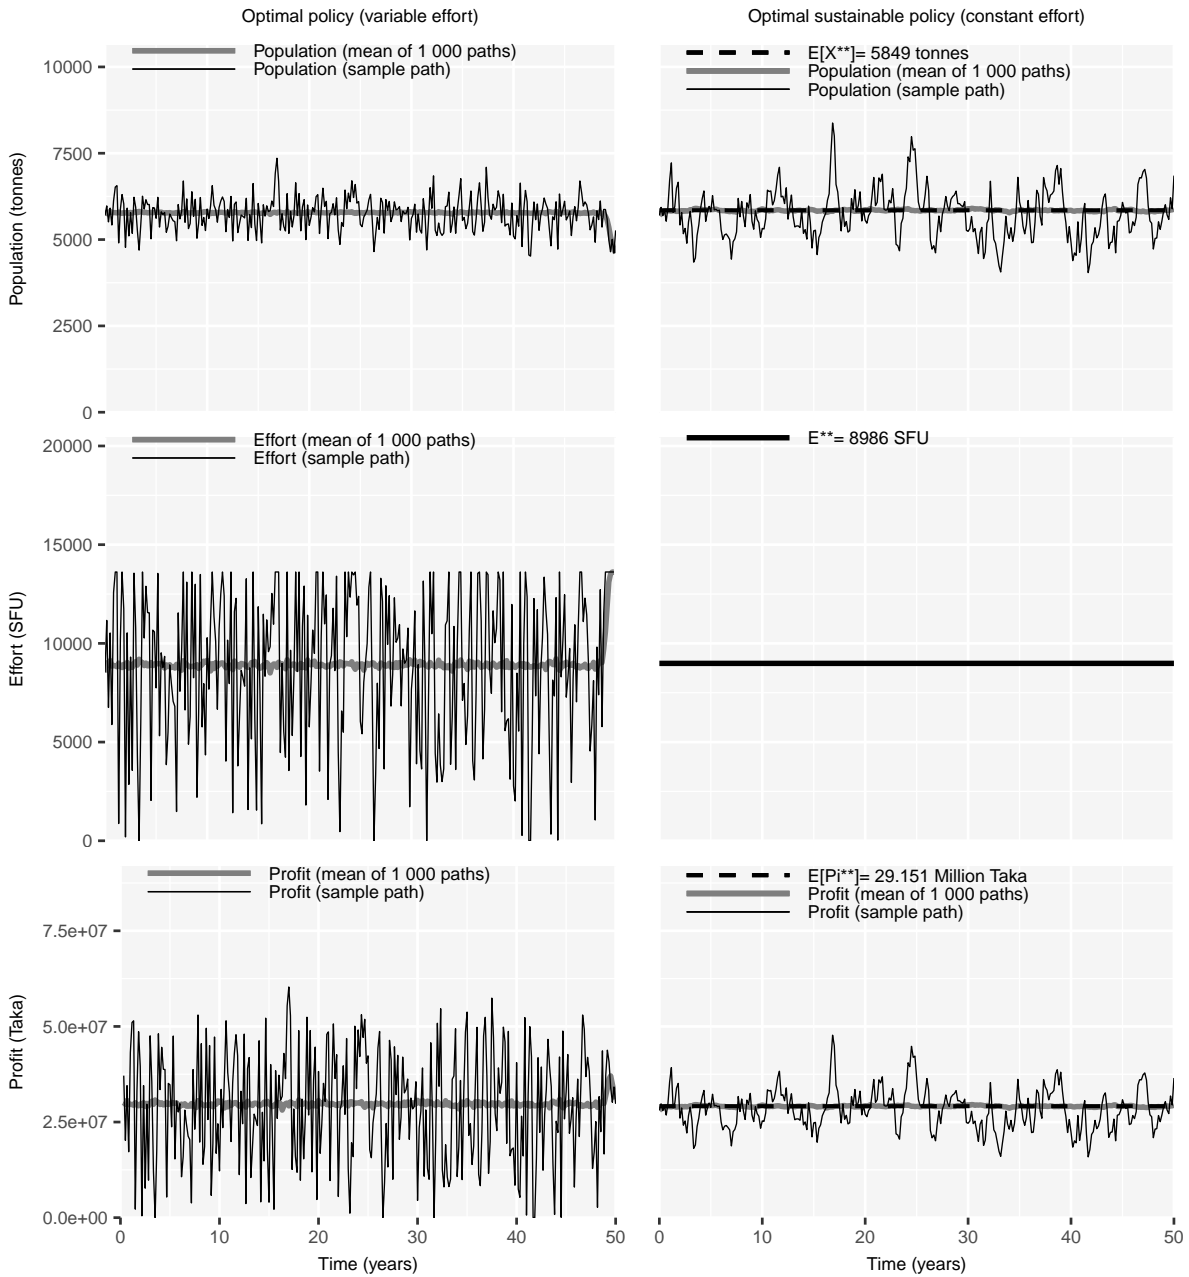 Optimal policy (variable effort)
Optimal sustainable policy (constant effort)
Population (mean of 1 000 paths)
Population (sample path)
E[X**]= 5849 tonnes
Population (mean of 1 000 paths)
Population (sample path)
Population (tonnes)
10000
7500
5000
2500
0
Effort (mean of 1 000 paths)
Effort (sample path)
E**= 8986 SFU
Effort (SFU)
20000
15000
10000
5000
0
Profit (mean of 1 000 paths)
Profit (sample path)
E[Pi**]= 29.151 Million Taka
Profit (mean of 1 000 paths)
Profit (sample path)
Profit (Taka)
7.5e+07
5.0e+07
2.5e+07
0.0e+00
0 10 20 30 40 50
0 10 20 30 40 50
Time (years)
Time (years)